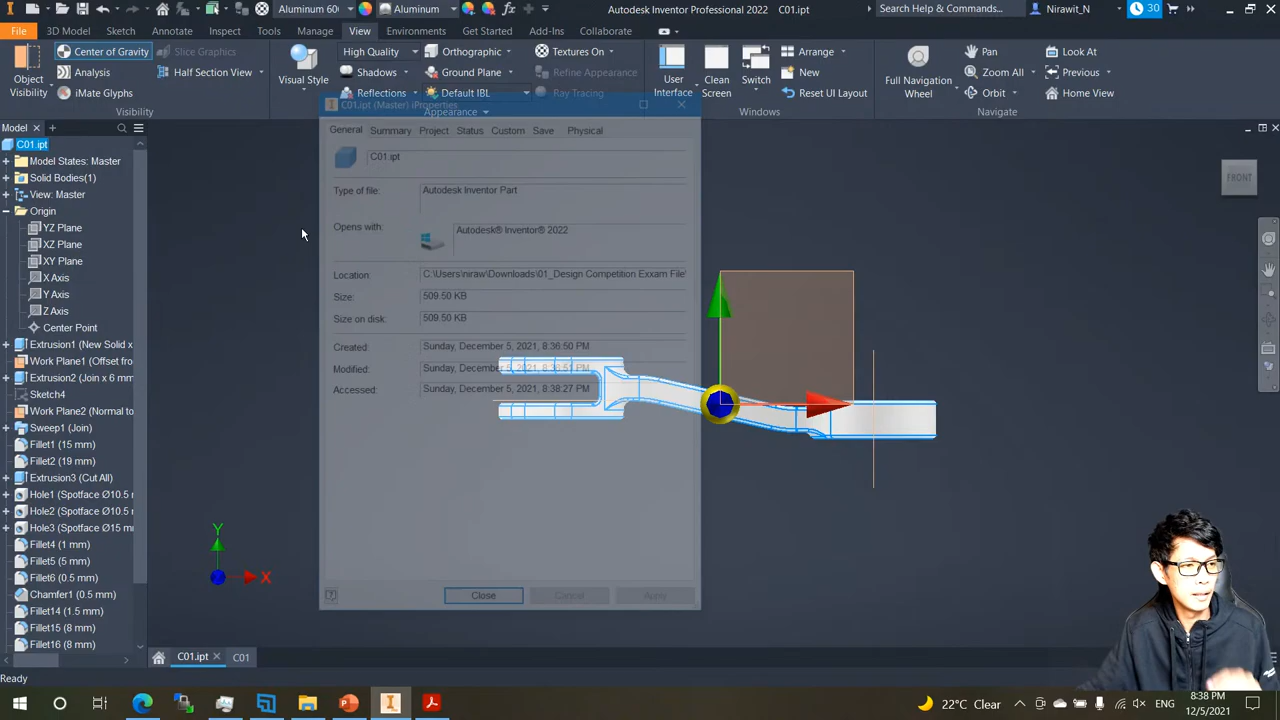 Aluminum 606
Aluminum
Autodesk Inventor Professional 2022 C01.ipt
Search Help & Commands...
Nirawit_N
30
File 3D Model Sketch Annotate Inspect Tools Manage View Environments Get Started Add-Ins Collaborate
Object Visibility
Center of Gravity
Analysis
iMate Glyphs
Slice Graphics
Half Section View
Visibility
Visual Style
High Quality
Shadows
Reflections
Orthographic
Ground Plane
Default IBL
Textures On
Refine Appearance
Ray Tracing
Appearance
User Interface
Clean Screen
Switch
Arrange
New
Reset UI Layout
Windows
Full Navigation Wheel
Pan
Zoom All
Orbit
Look At
Previous
Home View
Navigate
Model
C01.ipt
Model States: Master
Solid Bodies(1)
View: Master
Origin
YZ Plane
XZ Plane
XY Plane
X Axis
Y Axis
Z Axis
Center Point
Extrusion1 (New Solid x
Work Plane1 (Offset from
Extrusion2 (Join x 6 mm
Sketch4
Work Plane2 (Normal to
Sweep1 (Join)
Fillet1 (15 mm)
Fillet2 (19 mm)
Extrusion3 (Cut All)
Hole1 (Spotface Ø10.5 m
Hole2 (Spotface Ø10.5 m
Hole3 (Spotface Ø15 mm
Fillet4 (1 mm)
Fillet5 (5 mm)
Fillet6 (0.5 mm)
Chamfer1 (0.5 mm)
Fillet14 (1.5 mm)
Fillet15 (8 mm)
Fillet16 (8 mm)
C01.ipt (Master) iProperties
General Summary Project Status Custom Save Physical
C01.ipt
Type of file: Autodesk Inventor Part
Opens with: Autodesk® Inventor® 2022
Location: C:\Users\niraw\Downloads\01_Design Competition Exxam File'
Size: 509.50 KB
Size on disk: 509.50 KB
Created: Sunday, December 5, 2021, 8:36:50 PM
Modified:
Accessed: Sunday, December 5, 2021, 8:38:27 PM
Close Cancel Apply
FRONT
Y
X
C01.ipt C01
Ready
22°C Clear
ENG
8:38 PM
12/5/2021